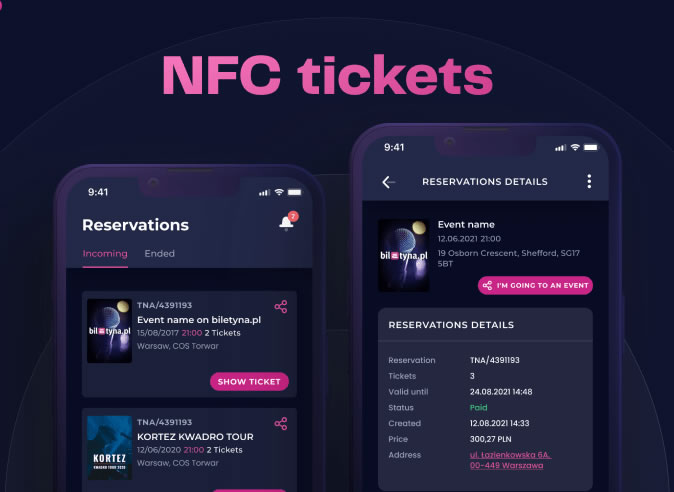 NFC tickets
9:41
Reservations
7
Incoming
Ended
biletyna.pl
TNA/4391193
Event name on biletyna.pl
15/08/2017 21:00 2 Tickets
Warsaw, COS Torwar
SHOW TICKET
KORTEZ
KWADRO TOUR 2020
TNA/4391193
KORTEZ KWADRO TOUR
12/06/2020 21:00 2 Tickets
Warsaw, COS Torwar
9:41
RESERVATIONS DETAILS
biletyna.pl
Event name
12.06.2021 21:00
19 Osborn Crescent, Shefford, SG17
5BT
I'M GOING TO AN EVENT
RESERVATIONS DETAILS
Reservation TNA/4391193
Tickets 3
Valid until 24.08.2021 14:48
Status Paid
Created 12.08.2021 14:33
Price 300,27 PLN
Address ul. Łazienkowska 6A,
00-449 Warszawa